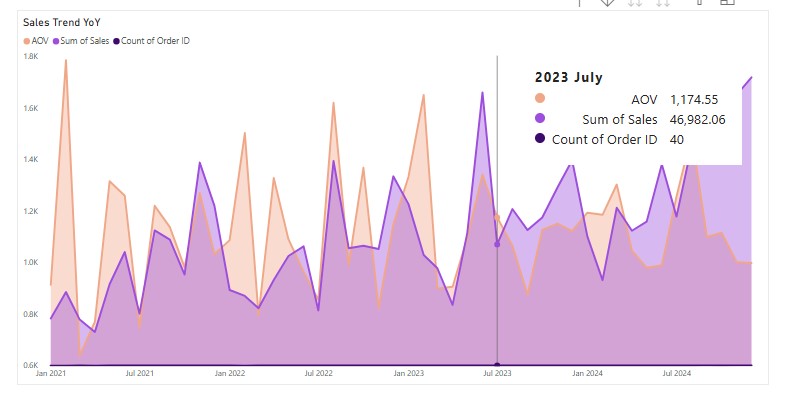 Sales Trend YoY
AOV Sum of Sales Count of Order ID
1.8K
1.6K
1.4K
1.2K
1.0K
0.8K
0.6K
2023 July
AOV 1,174.55
Sum of Sales 46,982.06
Count of Order ID 40
Jan 2021 Jul 2021 Jan 2022 Jul 2022 Jan 2023 Jul 2023 Jan 2024 Jul 2024